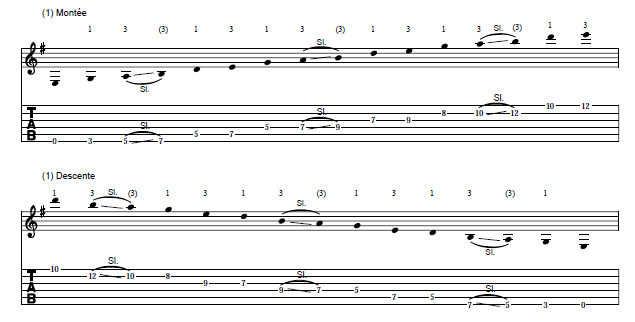 (1) Montée
1 3 (3) 1 3 1 3 (3) 1 3 1 3 (3) 1 3
Sl.
Sl.
Sl.
Sl.
Sl.
Sl.
T
A
B
10 12
8 10 12
7 9
5 7 9
5 7
0 3 5 7
(1) Descente
1 3 (3) 1 3 1 3 (3) 1 3 1 3 (3) 1
Sl.
Sl.
Sl.
Sl.
Sl.
Sl.
T
A
B
10
12 10 8
9 7
9 7 5
7 5
7 5 3 0